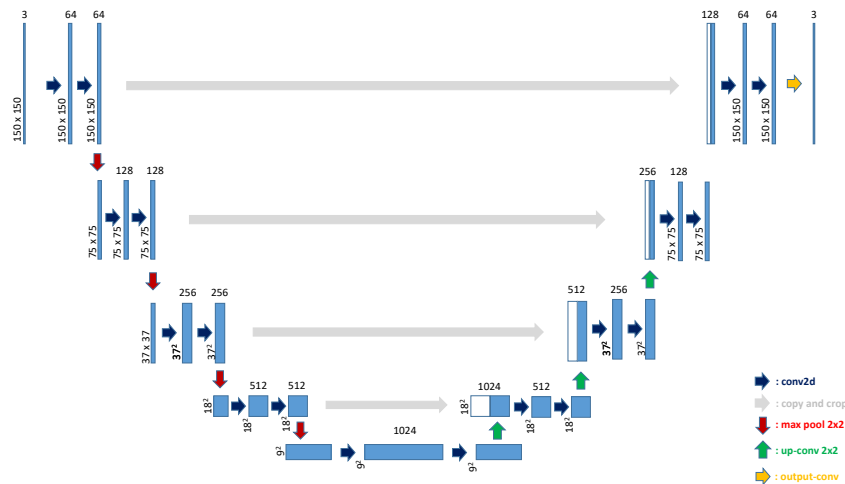 3
64
64
128
64
64
3
150 x 150
150 x 150
150 x 150
150 x 150
150 x 150
150 x 150
128
128
256
128
75 x 75
75 x 75
75 x 75
75 x 75
75 x 75
256
256
512
256
37 x 37
37²
37²
37²
37²
512
512
1024
512
18²
18²
18²
18²
18²
18²
1024
9²
9²
9²
: conv2d
: copy and crop
: max pool 2x2
: up-conv 2x2
: output-conv